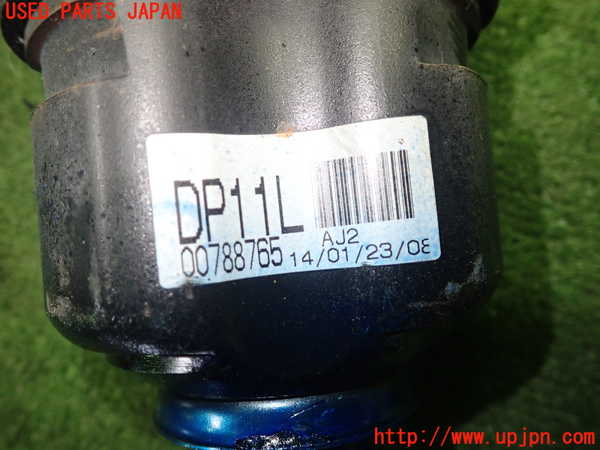 USED PARTS JAPAN
DP11L
00788765
AJ2
14/01/23/08
http://www.upjpn.com/